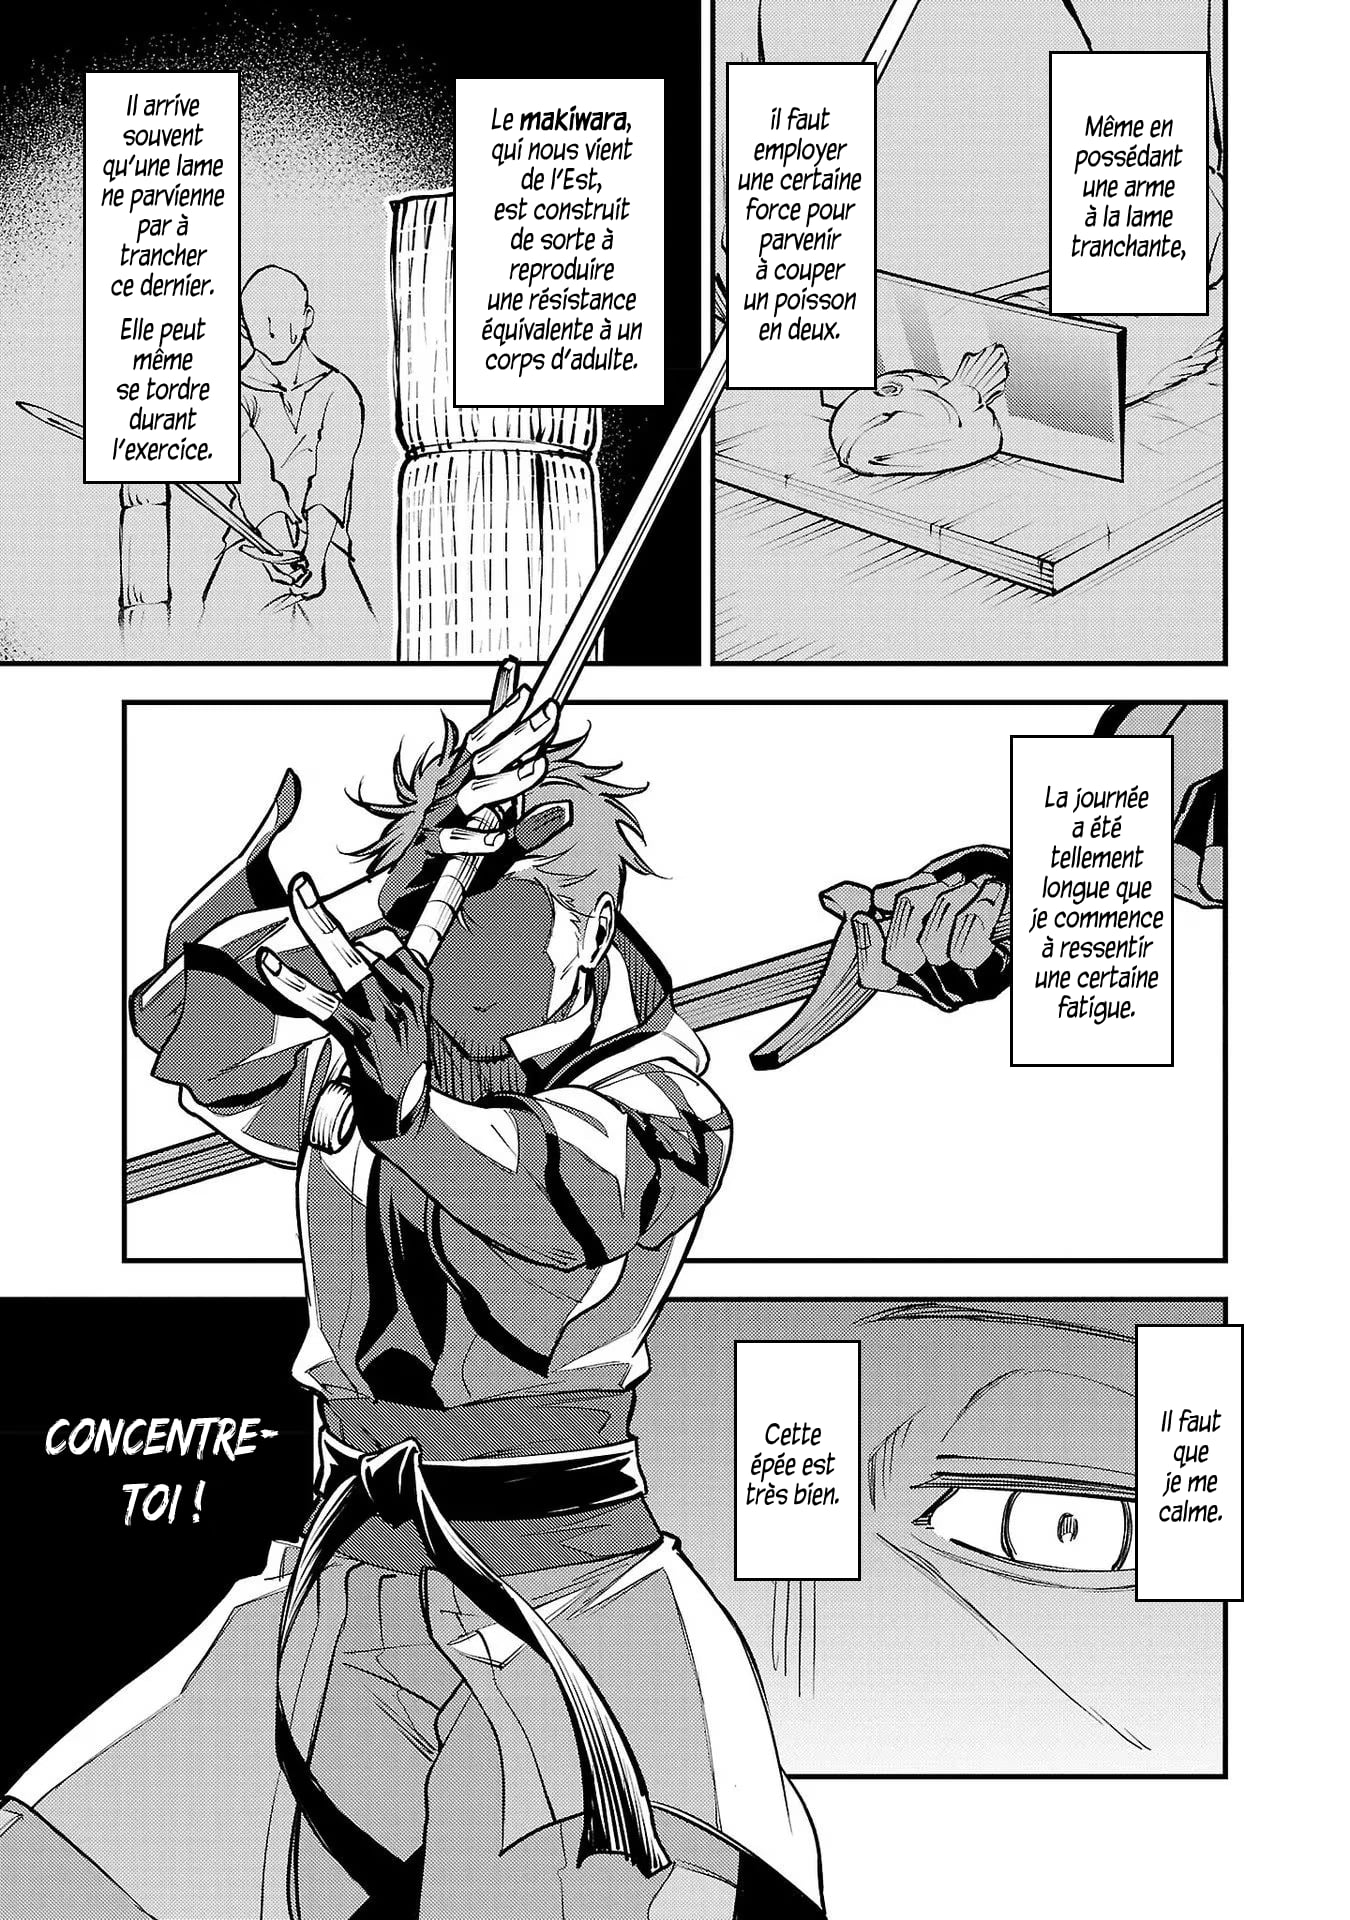 Même en
possédant
une arme
à la lame
tranchante,
il faut
employer
une certaine
force pour
parvenir
à couper
un poisson
en deux.
Le makiwara,
qui nous vient
de l'Est,
est construit
de sorte à
reproduire
une résistance
équivalente à un
corps d'adulte.
Il arrive
souvent
qu'une lame
ne parvienne
par à
trancher
ce dernier.
Elle peut
même
se tordre
durant
l'exercice.
La journée
a été
tellement
longue que
je commence
à ressentir
une certaine
fatigue.
Il faut
que
je me
calme.
Cette
épée est
très bien.
CONCENTRE-
TOI !